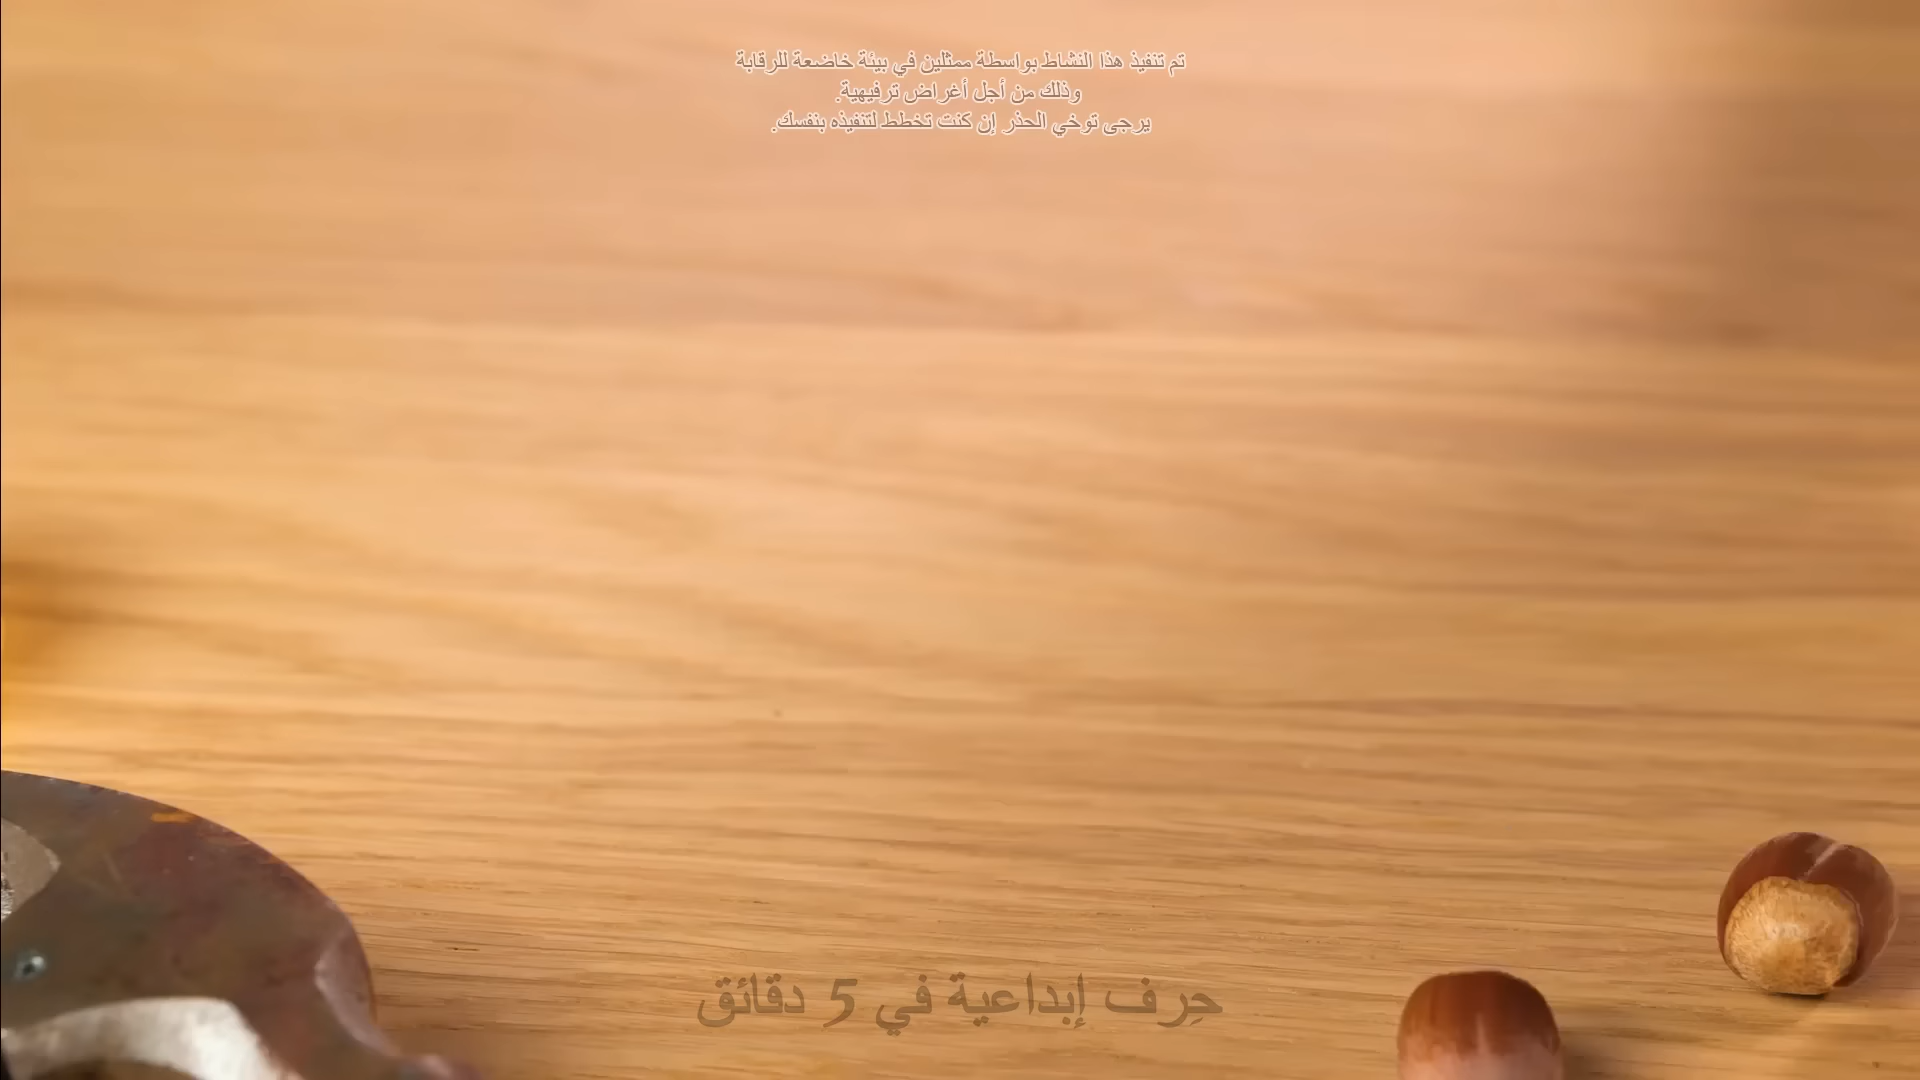 تم تنفيذ هذا النشاط بواسطة ممثلين في بيئة خاضعة للرقابة
وذلك من أجل أغراض ترفيهية.
يرجى توخي الحذر إن كنت تخطط لتنفيذه بنفسك.
حِرف إبداعية في 5 دقائق